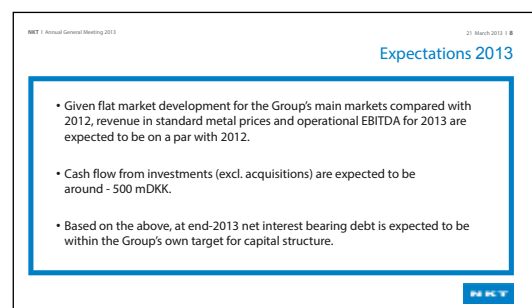 NKT I Annual General Meeting 2013
21 March 2013 I 8
Expectations 2013
• Given flat market development for the Group's main markets compared with
2012, revenue in standard metal prices and operational EBITDA for 2013 are
expected to be on a par with 2012.
• Cash flow from investments (excl. acquisitions) are expected to be
around - 500 mDKK.
• Based on the above, at end-2013 net interest bearing debt is expected to be
within the Group's own target for capital structure.
NKT